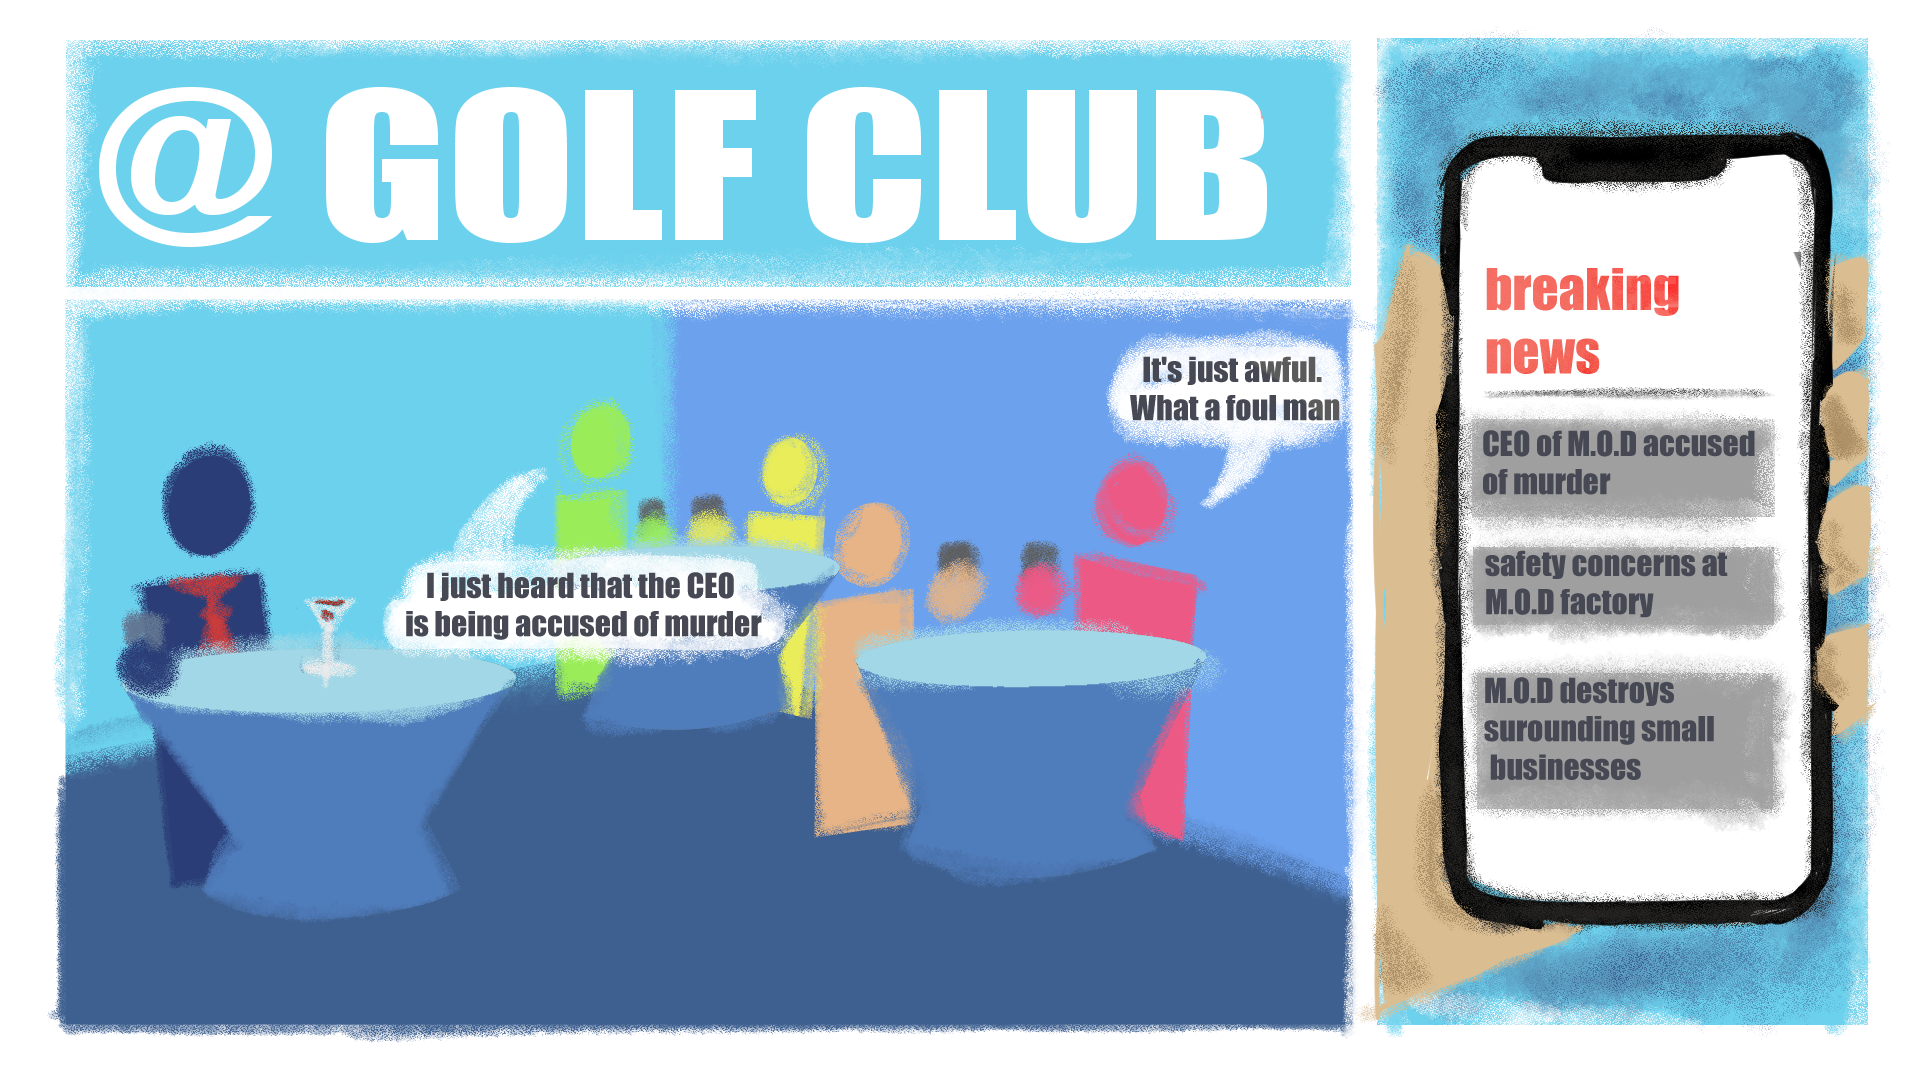 @ GOLF CLUB
It's just awful.
What a foul man
I just heard that the CEO
is being accused of murder
breaking
news
CEO of M.O.D accused
of murder
safety concerns at
M.O.D factory
M.O.D destroys
surounding small
businesses